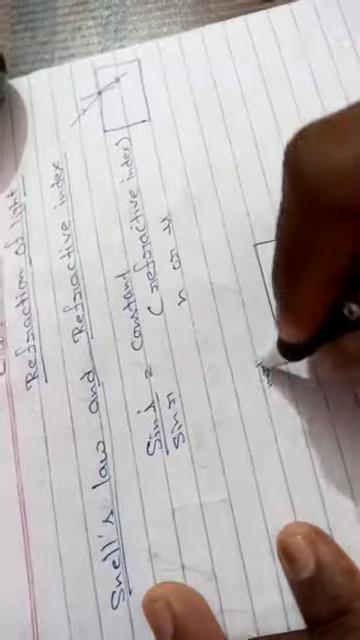 Refraction of light
Snell's law and Refractive index
Sin i = Constant (refractive index)
Sin r
n or μ